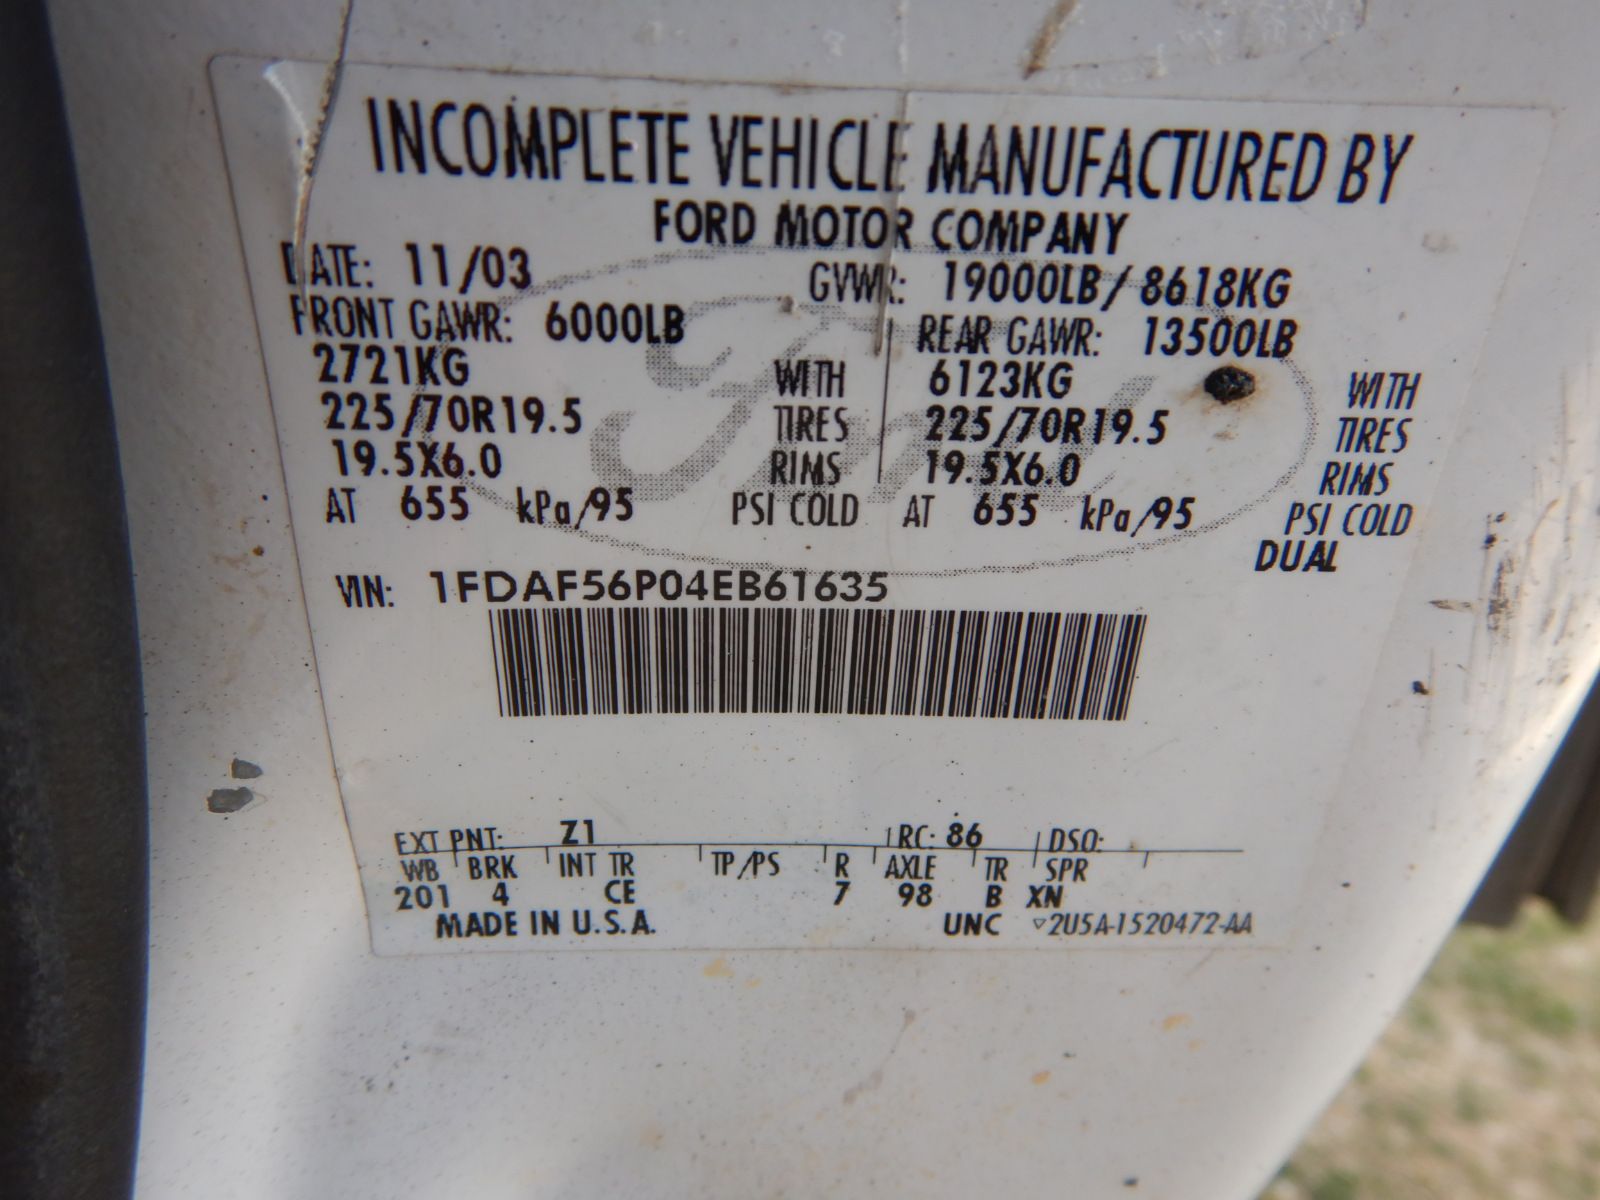 INCOMPLETE VEHICLE MANUFACTURED BY
FORD MOTOR COMPANY
DATE: 11/03 GVWR: 19000LB/ 8618KG
FRONT GAWR: 6000LB REAR GAWR: 13500LB
2721KG WITH 6123KG WITH
225/70R19.5 TIRES 225/70R19.5 TIRES
19.5X6.0 RIMS 19.5X6.0 RIMS
AT 655 kPa/95 PSI COLD AT 655 kPa/95 PSI COLD
DUAL
VIN: 1FDAF56P04EB61635
EXT PNT: Z1 RC: 86 DSO:
WB BRK INT TR TP/PS R AXLE TR SPR
201 4 CE 7 98 B XN
MADE IN U.S.A. UNC ▽2U5A-1520472-AA
Ford